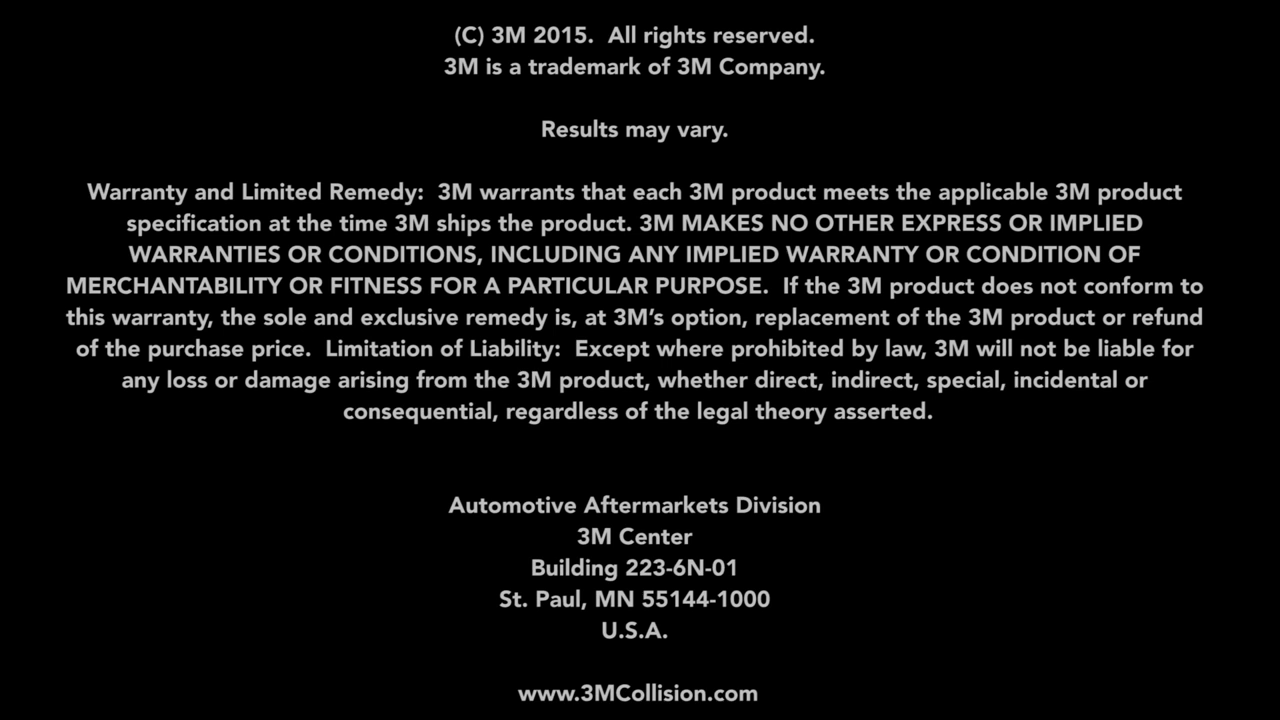 (C) 3M 2015.  All rights reserved.
3M is a trademark of 3M Company.
Results may vary.
Warranty and Limited Remedy:  3M warrants that each 3M product meets the applicable 3M product
specification at the time 3M ships the product. 3M MAKES NO OTHER EXPRESS OR IMPLIED
WARRANTIES OR CONDITIONS, INCLUDING ANY IMPLIED WARRANTY OR CONDITION OF
MERCHANTABILITY OR FITNESS FOR A PARTICULAR PURPOSE.  If the 3M product does not conform to
this warranty, the sole and exclusive remedy is, at 3M’s option, replacement of the 3M product or refund
of the purchase price.  Limitation of Liability:  Except where prohibited by law, 3M will not be liable for
any loss or damage arising from the 3M product, whether direct, indirect, special, incidental or
consequential, regardless of the legal theory asserted.
Automotive Aftermarkets Division
3M Center
Building 223-6N-01
St. Paul, MN 55144-1000
U.S.A.
www.3MCollision.com